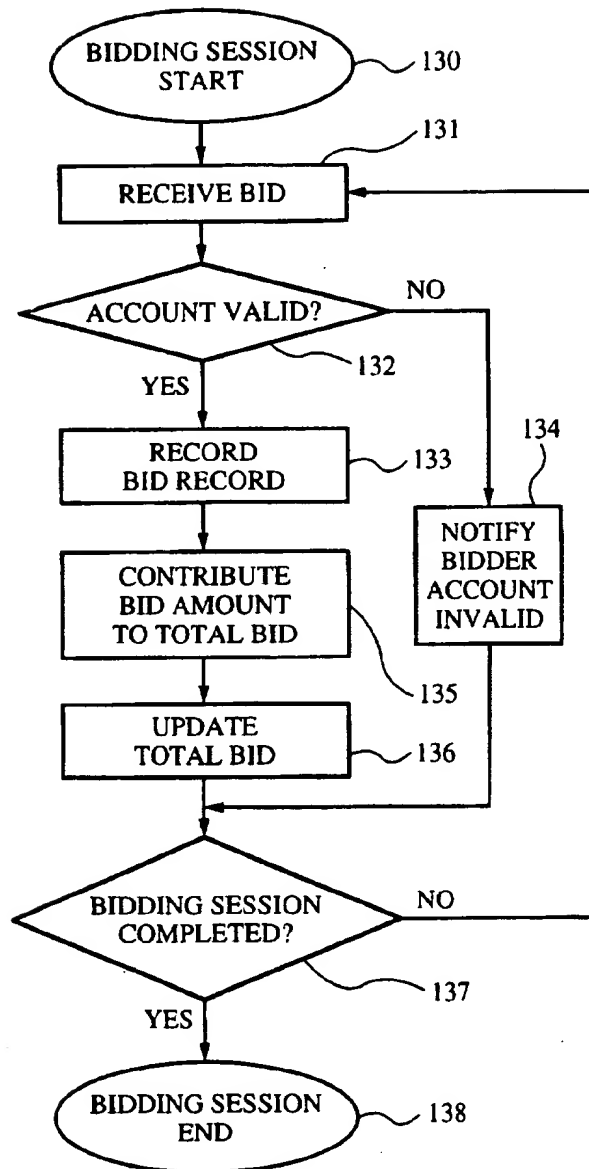 BIDDING SESSION
START
130
131
RECEIVE BID
ACCOUNT VALID?
NO
132
YES
RECORD
BID RECORD
133
134
NOTIFY
BIDDER
ACCOUNT
INVALID
CONTRIBUTE
BID AMOUNT
TO TOTAL BID
135
UPDATE
TOTAL BID
136
BIDDING SESSION
COMPLETED?
NO
137
YES
BIDDING SESSION
END
138